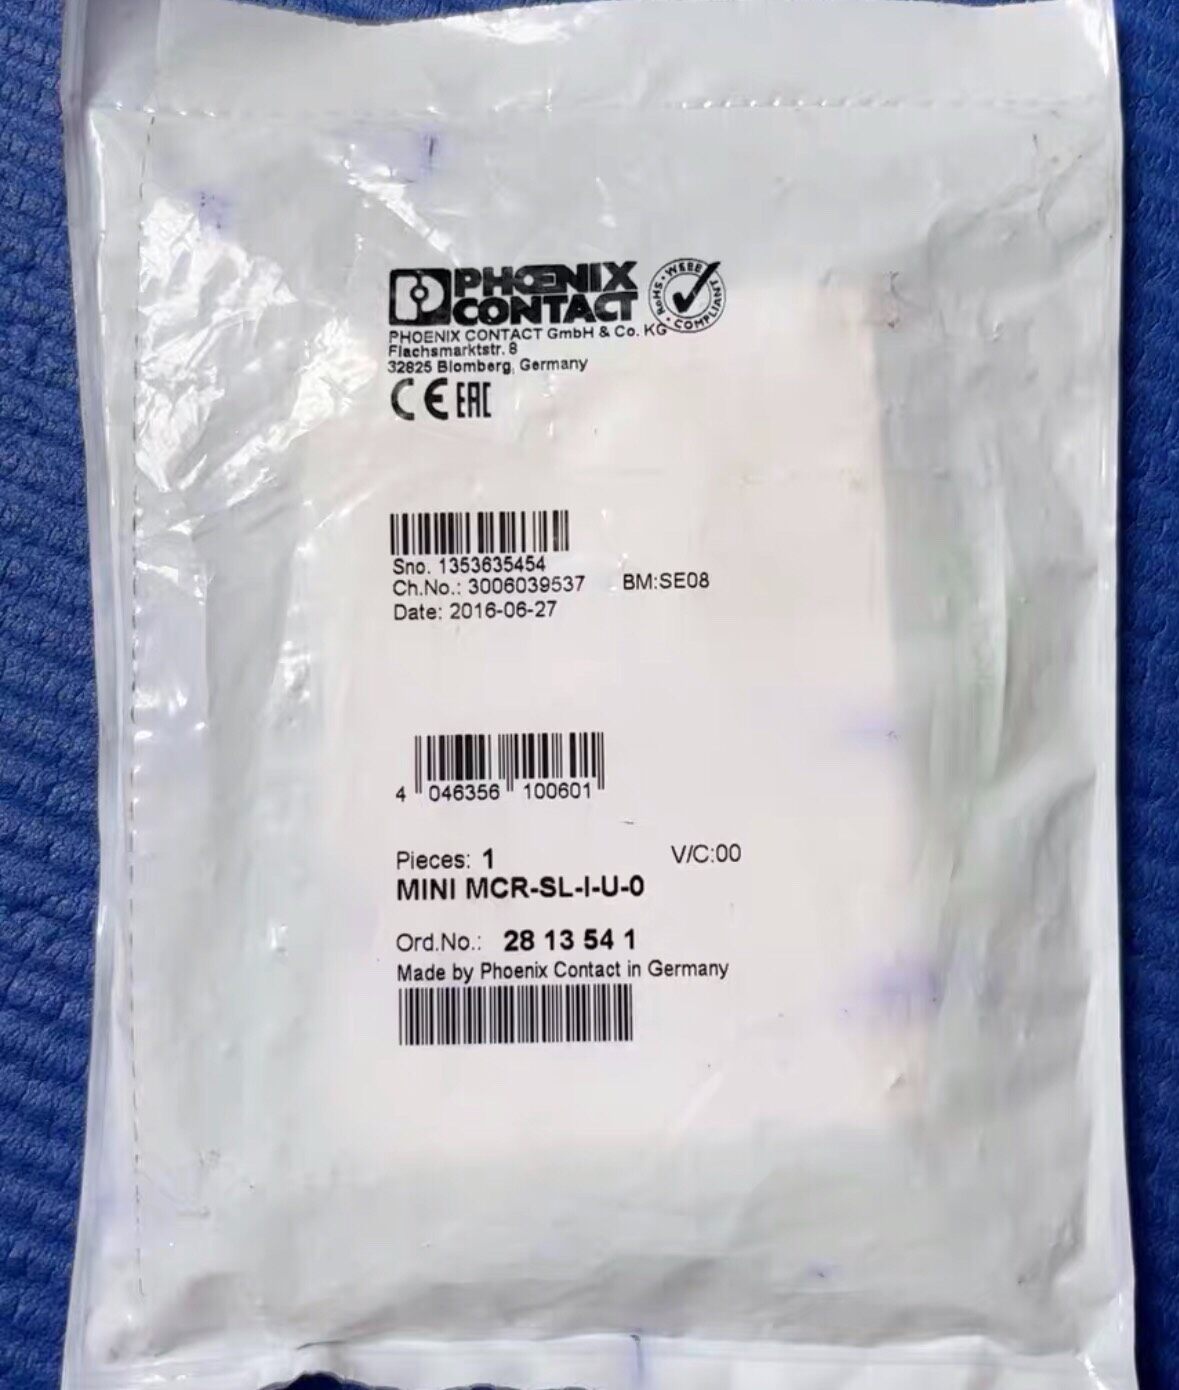 PHOENIX
CONTACT
WEEE · RoHS · COMPLIANT
PHOENIX CONTACT GmbH & Co. KG
Flachsmarktstr. 8
32825 Blomberg, Germany
CE EAC
Sno. 1353635454
Ch.No.: 3006039537 BM:SE08
Date: 2016-06-27
4 046356 100601
Pieces: 1 V/C:00
MINI MCR-SL-I-U-0
Ord.No.: 28 13 54 1
Made by Phoenix Contact in Germany